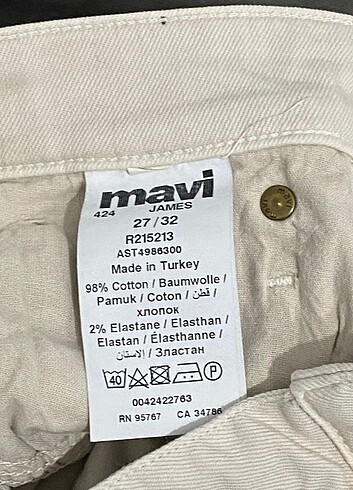 mavi
424 JAMES
27 / 32
R215213
AST4986300
Made in Turkey
98% Cotton / Baumwolle /
Pamuk / Coton / قطن /
хлопок
2% Elastane / Elasthan /
Elastan / Élasthanne /
الاستان / Эластан
40 P
0042422763
RN 95767 CA 34786